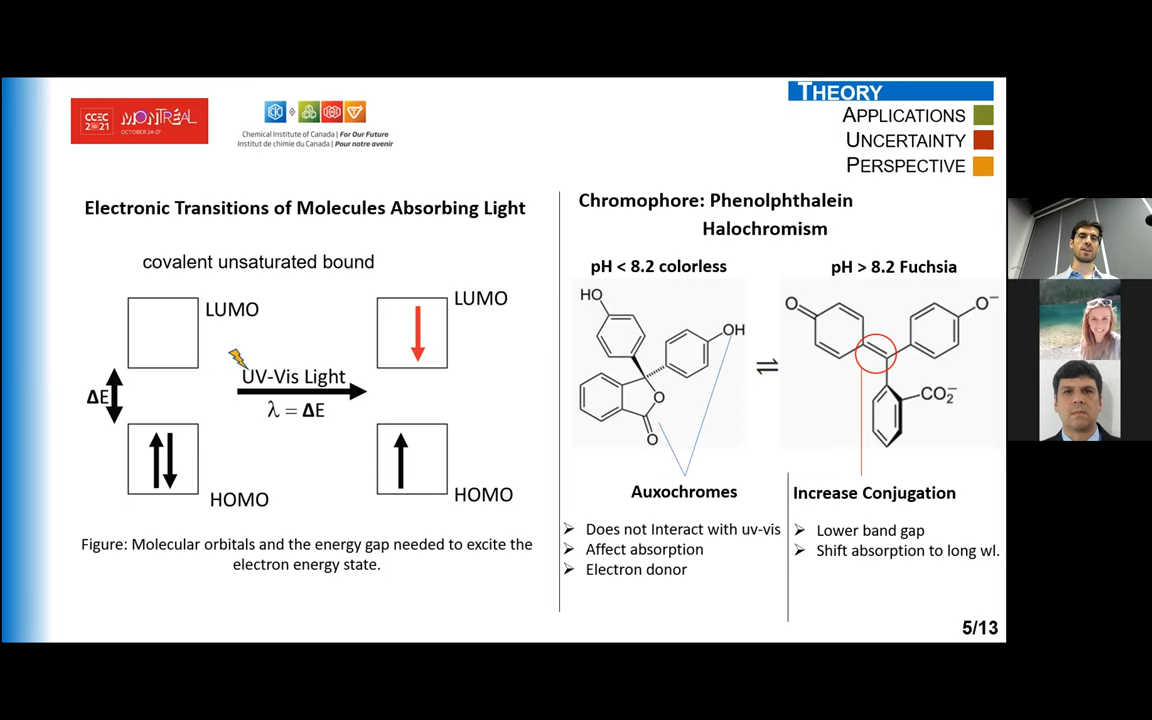 CCEC
2021
MONTRÉAL
OCTOBER 24-27
Chemical Institute of Canada | For Our Future
Institut de chimie du Canada | Pour notre avenir
THEORY
APPLICATIONS
UNCERTAINTY
PERSPECTIVE
Electronic Transitions of Molecules Absorbing Light
covalent unsaturated bound
LUMO
LUMO
ΔE
UV-Vis Light
λ = ΔE
HOMO
HOMO
Figure: Molecular orbitals and the energy gap needed to excite the
electron energy state.
Chromophore: Phenolphthalein
Halochromism
pH < 8.2 colorless
HO
OH
O
O
Auxochromes
➢ Does not Interact with uv-vis
➢ Affect absorption
➢ Electron donor
⇌
pH > 8.2 Fuchsia
O
O⁻
CO₂⁻
Increase Conjugation
➢ Lower band gap
➢ Shift absorption to long wl.
5/13